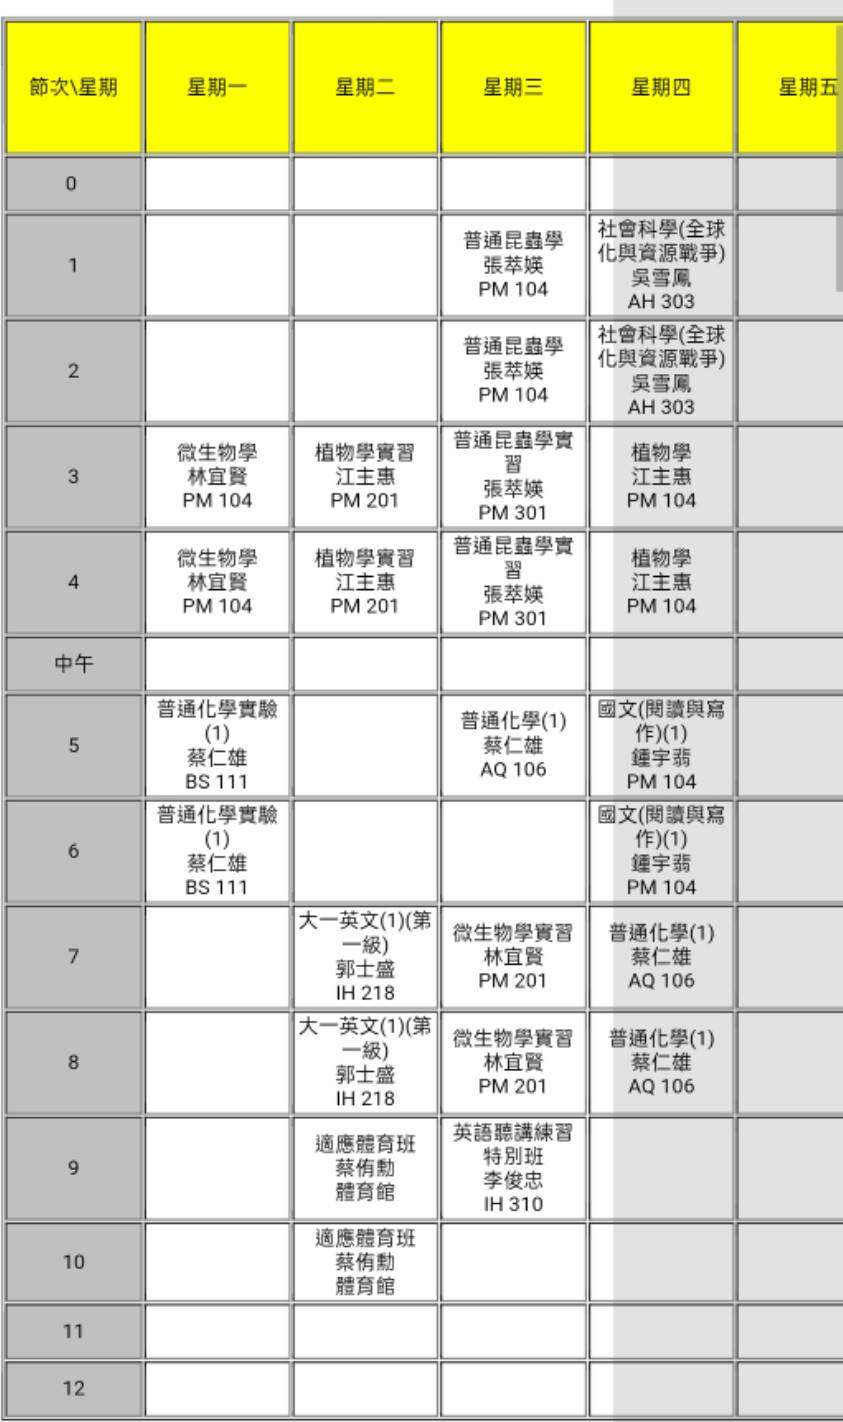 節次\星期 星期一 星期二 星期三 星期四 星期五
0
1
普通昆蟲學
張萃媖
PM 104
社會科學(全球
化與資源戰爭)
吳雪鳳
AH 303
2
普通昆蟲學
張萃媖
PM 104
社會科學(全球
化與資源戰爭)
吳雪鳳
AH 303
3
微生物學
林宜賢
PM 104
植物學實習
江主惠
PM 201
普通昆蟲學實
習
張萃媖
PM 301
植物學
江主惠
PM 104
4
微生物學
林宜賢
PM 104
植物學實習
江主惠
PM 201
普通昆蟲學實
習
張萃媖
PM 301
植物學
江主惠
PM 104
中午
5
普通化學實驗
(1)
蔡仁雄
BS 111
普通化學(1)
蔡仁雄
AQ 106
國文(閱讀與寫
作)(1)
鍾宇翡
PM 104
6
普通化學實驗
(1)
蔡仁雄
BS 111
國文(閱讀與寫
作)(1)
鍾宇翡
PM 104
7
大一英文(1)(第
一級)
郭士盛
IH 218
微生物學實習
林宜賢
PM 201
普通化學(1)
蔡仁雄
AQ 106
8
大一英文(1)(第
一級)
郭士盛
IH 218
微生物學實習
林宜賢
PM 201
普通化學(1)
蔡仁雄
AQ 106
9
適應體育班
蔡侑勳
體育館
英語聽講練習
特別班
李俊忠
IH 310
10
適應體育班
蔡侑勳
體育館
11
12